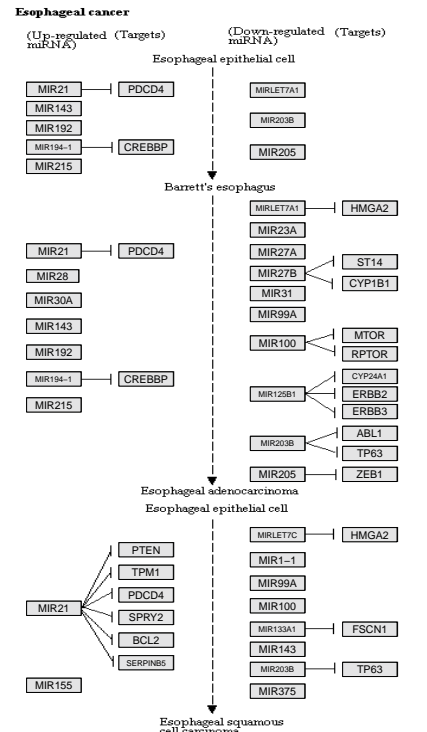 Esophageal cancer
(Up-regulated miRNA) (Targets) (Down-regulated miRNA) (Targets)
Esophageal epithelial cell
MIR21 PDCD4 MIRLET7A1
MIR143
MIR192 MIR203B
MIR194-1 CREBBP MIR205
MIR215
Barrett's esophagus
MIRLET7A1 HMGA2
MIR23A
MIR21 PDCD4 MIR27A
MIR27B ST14
MIR28 CYP1B1
MIR30A MIR31
MIR143 MIR99A
MIR100 MTOR
MIR192 RPTOR
MIR194-1 CREBBP CYP24A1
MIR125B1 ERBB2
MIR215 ERBB3
MIR203B ABL1
TP63
MIR205 ZEB1
Esophageal adenocarcinoma
Esophageal epithelial cell
MIRLET7C HMGA2
PTEN MIR1-1
TPM1 MIR99A
PDCD4
MIR21 MIR100
SPRY2 MIR133A1 FSCN1
BCL2 MIR143
SERPINB5 MIR203B TP63
MIR155 MIR375
Esophageal squamous
cell carcinoma